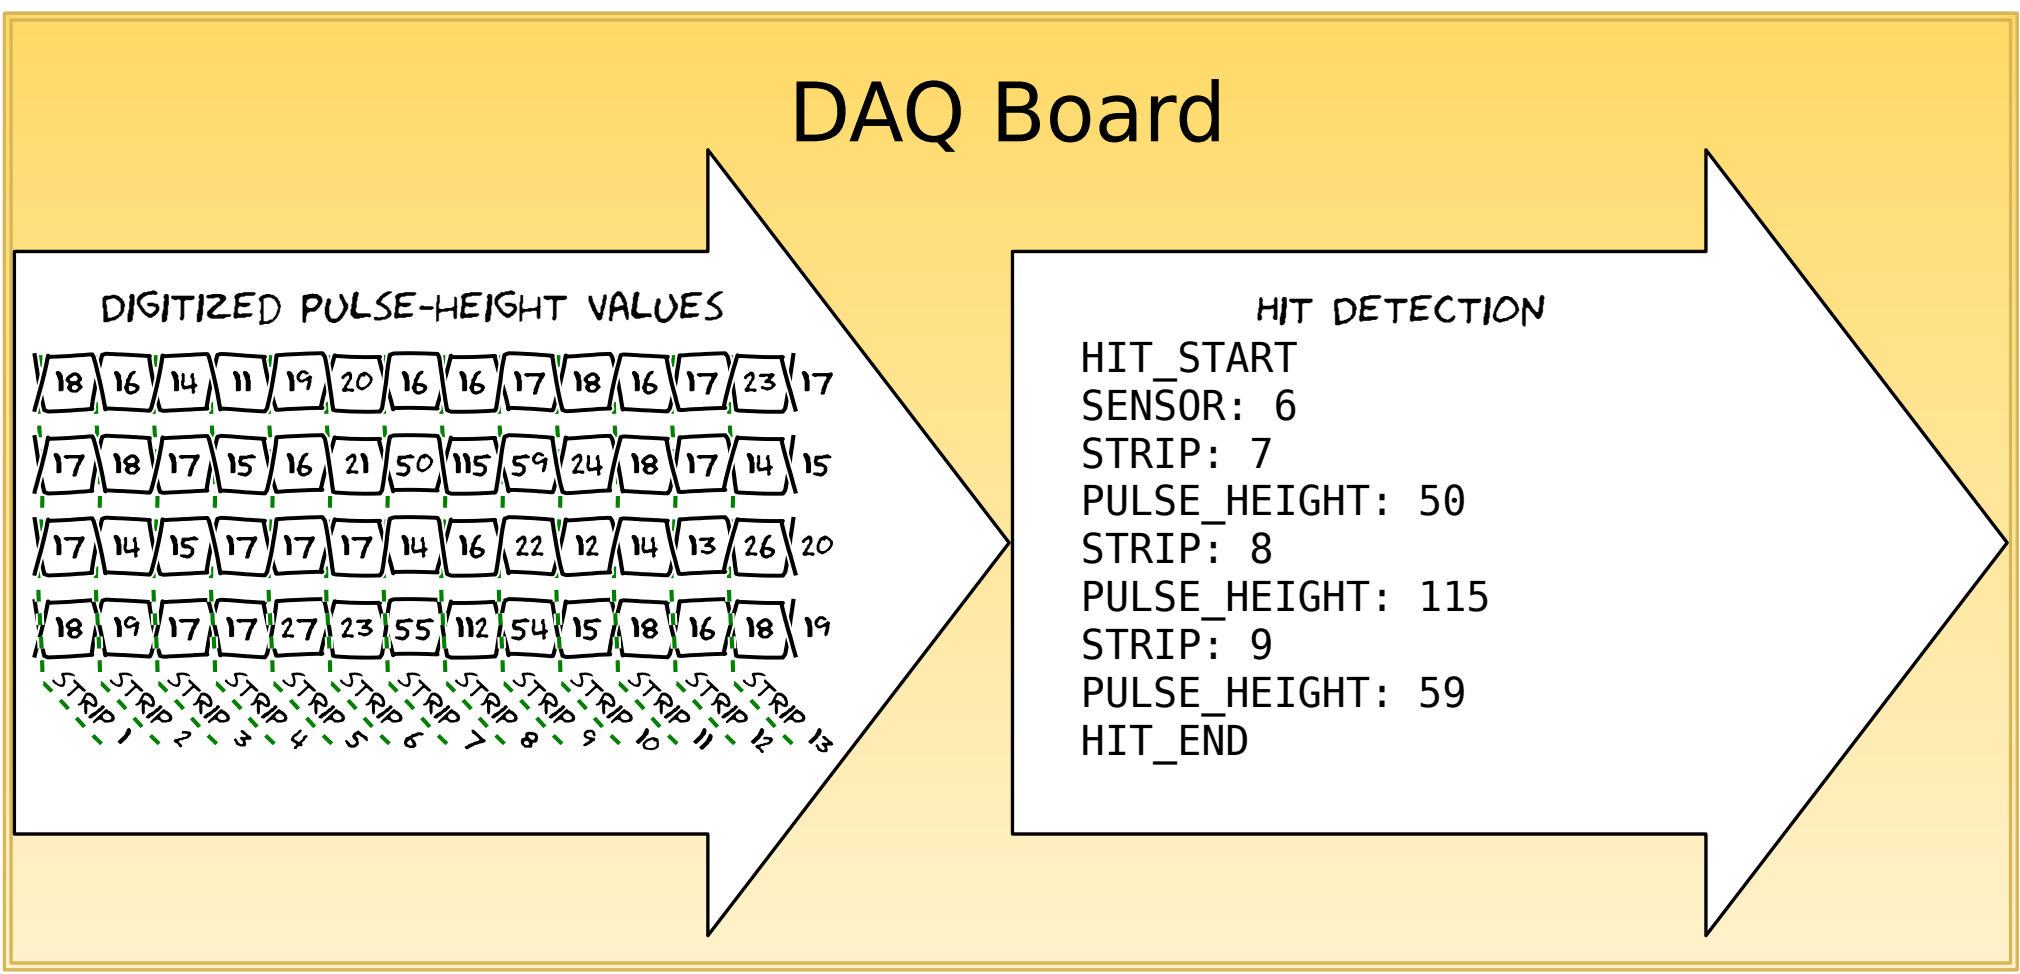 DAQ Board
DIGITIZED PULSE-HEIGHT VALUES
18 16 14 11 19 20 16 16 17 18 16 17 23 17
17 18 17 15 16 21 50 115 59 24 18 17 14 15
17 14 15 17 17 17 14 16 22 12 14 13 26 20
18 19 17 17 27 23 55 112 54 15 18 16 18 19
STRIP 1
STRIP 2
STRIP 3
STRIP 4
STRIP 5
STRIP 6
STRIP 7
STRIP 8
STRIP 9
STRIP 10
STRIP 11
STRIP 12
STRIP 13
HIT DETECTION
HIT_START
SENSOR: 6
STRIP: 7
PULSE_HEIGHT: 50
STRIP: 8
PULSE_HEIGHT: 115
STRIP: 9
PULSE_HEIGHT: 59
HIT_END